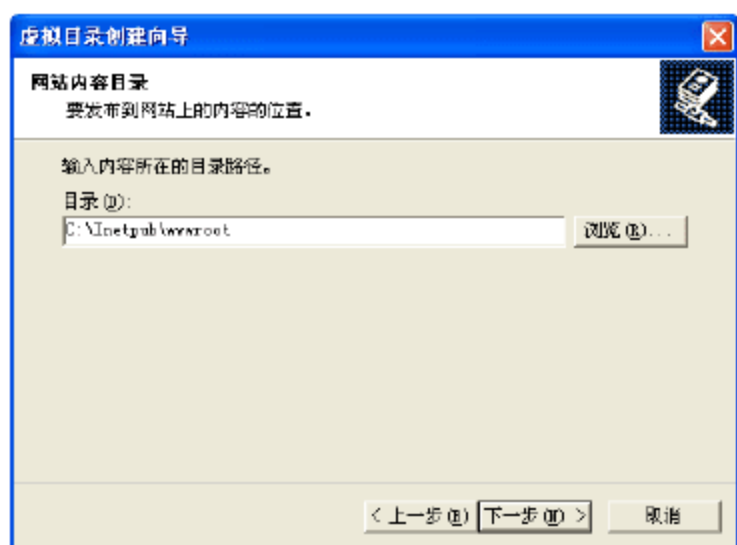 虚拟目录创建向导
网站内容目录
要发布到网站上的内容的位置。
输入内容所在的目录路径。
目录(D):
C:\Inetpub\wwwroot
浏览(R)...
< 上一步(B) 下一步(N) > 取消